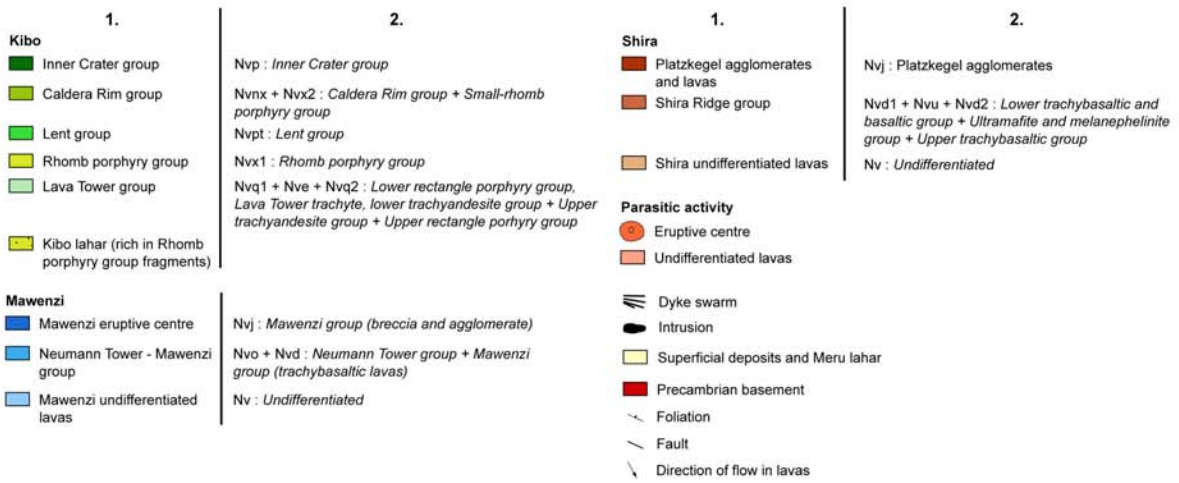 1.
2.
Kibo
Inner Crater group
Nvp : Inner Crater group
Caldera Rim group
Nvnx + Nvx2 : Caldera Rim group + Small-rhomb
porphyry group
Lent group
Nvpt : Lent group
Rhomb porphyry group
Nvx1 : Rhomb porphyry group
Lava Tower group
Nvq1 + Nve + Nvq2 : Lower rectangle porphyry group,
Lava Tower trachyte, lower trachyandesite group + Upper
trachyandesite group + Upper rectangle porhyry group
Kibo lahar (rich in Rhomb
porphyry group fragments)
Mawenzi
Mawenzi eruptive centre
Nvj : Mawenzi group (breccia and agglomerate)
Neumann Tower - Mawenzi
group
Nvo + Nvd : Neumann Tower group + Mawenzi
group (trachybasaltic lavas)
Mawenzi undifferentiated
lavas
Nv : Undifferentiated
1.
2.
Shira
Platzkegel agglomerates
and lavas
Nvj : Platzkegel agglomerates
Shira Ridge group
Nvd1 + Nvu + Nvd2 : Lower trachybasaltic and
basaltic group + Ultramafite and melanephelinite
group + Upper trachybasaltic group
Shira undifferentiated lavas
Nv : Undifferentiated
Parasitic activity
Eruptive centre
Undifferentiated lavas
Dyke swarm
Intrusion
Superficial deposits and Meru lahar
Precambrian basement
Foliation
Fault
Direction of flow in lavas